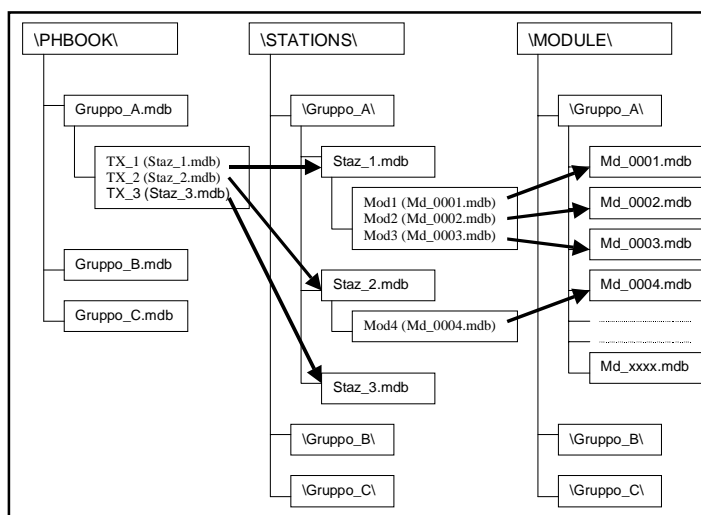 \PHBOOK\
\STATIONS\
\MODULE\
Gruppo_A.mdb
TX_1 (Staz_1.mdb)
TX_2 (Staz_2.mdb)
TX_3 (Staz_3.mdb)
Gruppo_B.mdb
Gruppo_C.mdb
\Gruppo_A\
Staz_1.mdb
Mod1 (Md_0001.mdb)
Mod2 (Md_0002.mdb)
Mod3 (Md_0003.mdb)
Staz_2.mdb
Mod4 (Md_0004.mdb)
Staz_3.mdb
\Gruppo_B\
\Gruppo_C\
\Gruppo_A\
Md_0001.mdb
Md_0002.mdb
Md_0003.mdb
Md_0004.mdb
Md_xxxx.mdb
\Gruppo_B\
\Gruppo_C\